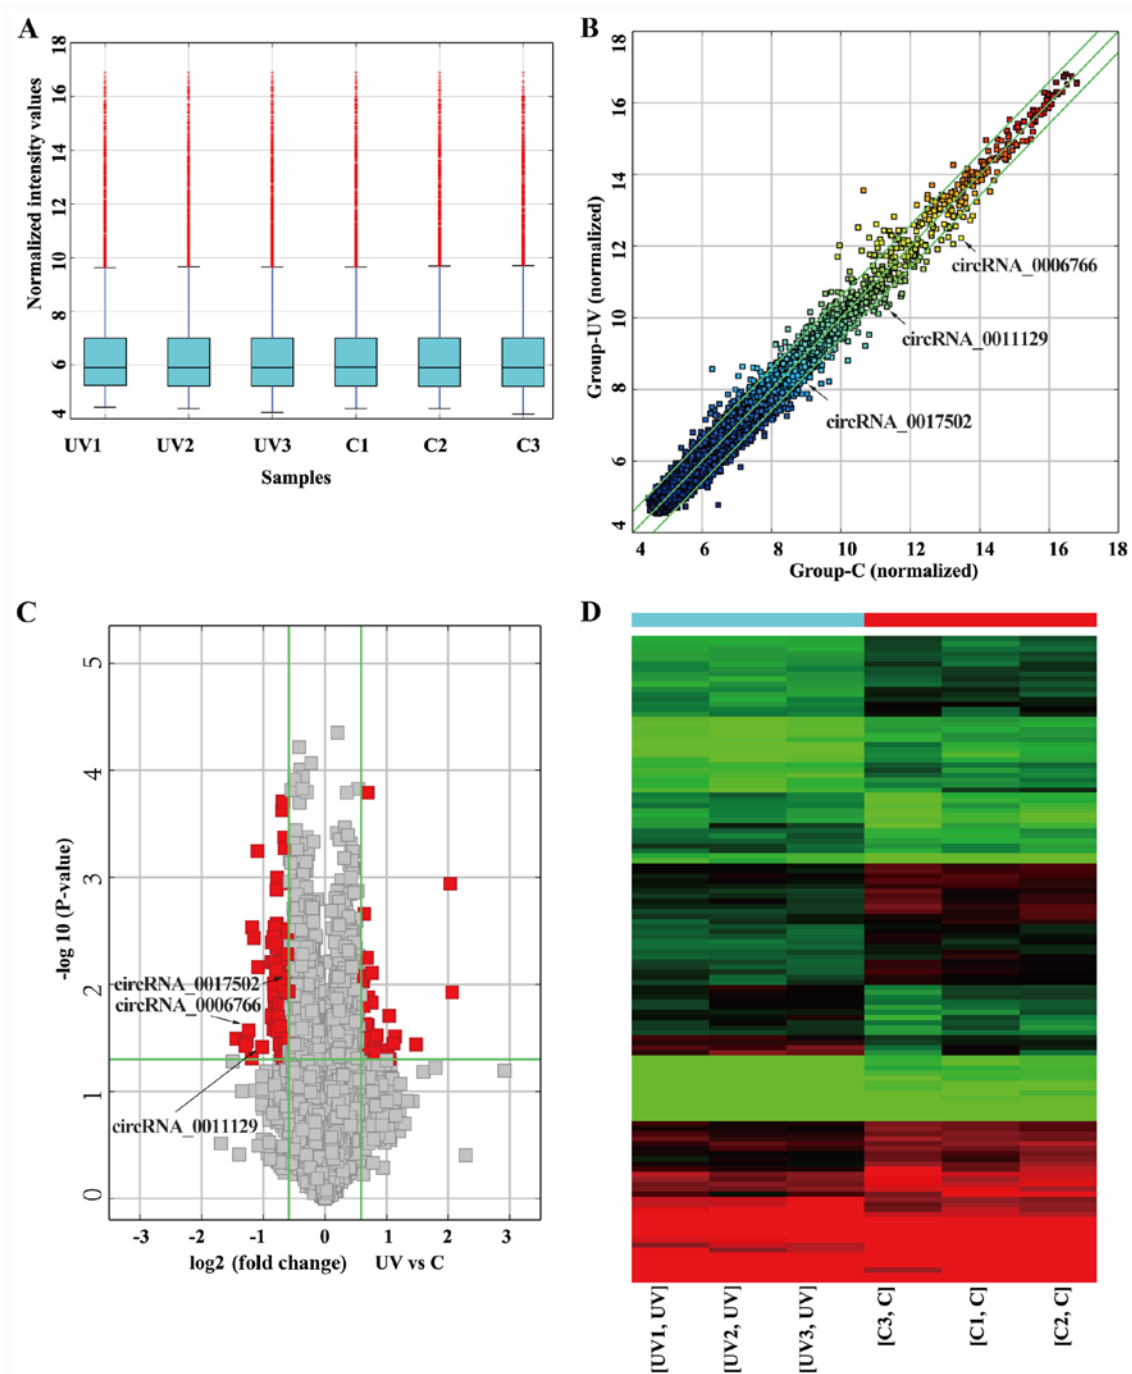 A
Normalized intensity values
18
16
14
12
10
8
6
4
UV1 UV2 UV3 C1 C2 C3
Samples
B
Group-UV (normalized)
18
16
14
12
10
8
6
4
circRNA_0006766
circRNA_0011129
circRNA_0017502
4 6 8 10 12 14 16 18
Group-C (normalized)
C
-log 10 (P-value)
5
4
3
2
1
0
circRNA_0017502
circRNA_0006766
circRNA_0011129
-3 -2 -1 0 1 2 3
log2 (fold change) UV vs C
D
[UV1, UV]
[UV2, UV]
[UV3, UV]
[C3, C]
[C1, C]
[C2, C]